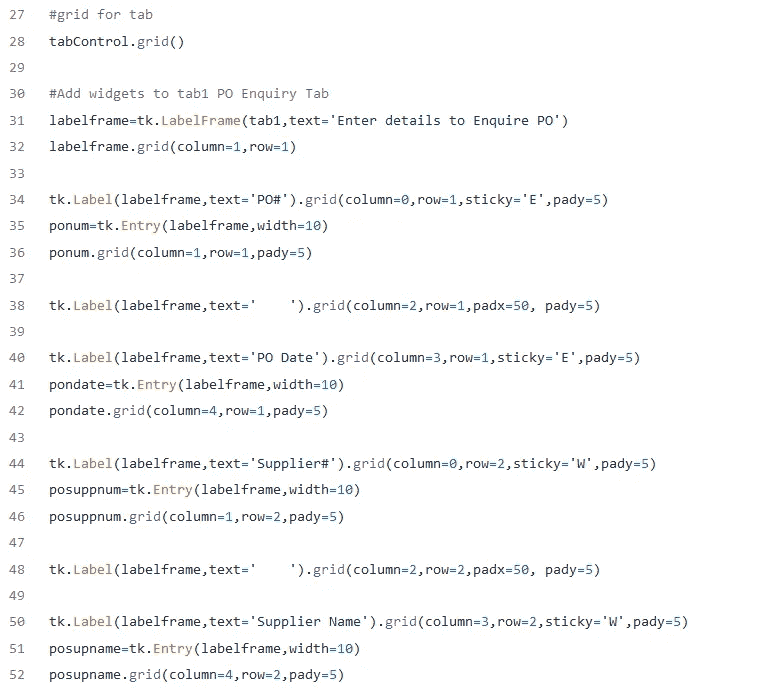 27 #grid for tab
28 tabControl.grid()
29
30 #Add widgets to tab1 PO Enquiry Tab
31 labelframe=tk.LabelFrame(tab1,text='Enter details to Enquire PO')
32 labelframe.grid(column=1,row=1)
33
34 tk.Label(labelframe,text='PO#').grid(column=0,row=1,sticky='E',pady=5)
35 ponum=tk.Entry(labelframe,width=10)
36 ponum.grid(column=1,row=1,pady=5)
37
38 tk.Label(labelframe,text='    ').grid(column=2,row=1,padx=50, pady=5)
39
40 tk.Label(labelframe,text='PO Date').grid(column=3,row=1,sticky='E',pady=5)
41 pondate=tk.Entry(labelframe,width=10)
42 pondate.grid(column=4,row=1,pady=5)
43
44 tk.Label(labelframe,text='Supplier#').grid(column=0,row=2,sticky='W',pady=5)
45 posuppnum=tk.Entry(labelframe,width=10)
46 posuppnum.grid(column=1,row=2,pady=5)
47
48 tk.Label(labelframe,text='    ').grid(column=2,row=2,padx=50, pady=5)
49
50 tk.Label(labelframe,text='Supplier Name').grid(column=3,row=2,sticky='W',pady=5)
51 posupname=tk.Entry(labelframe,width=10)
52 posupname.grid(column=4,row=2,pady=5)